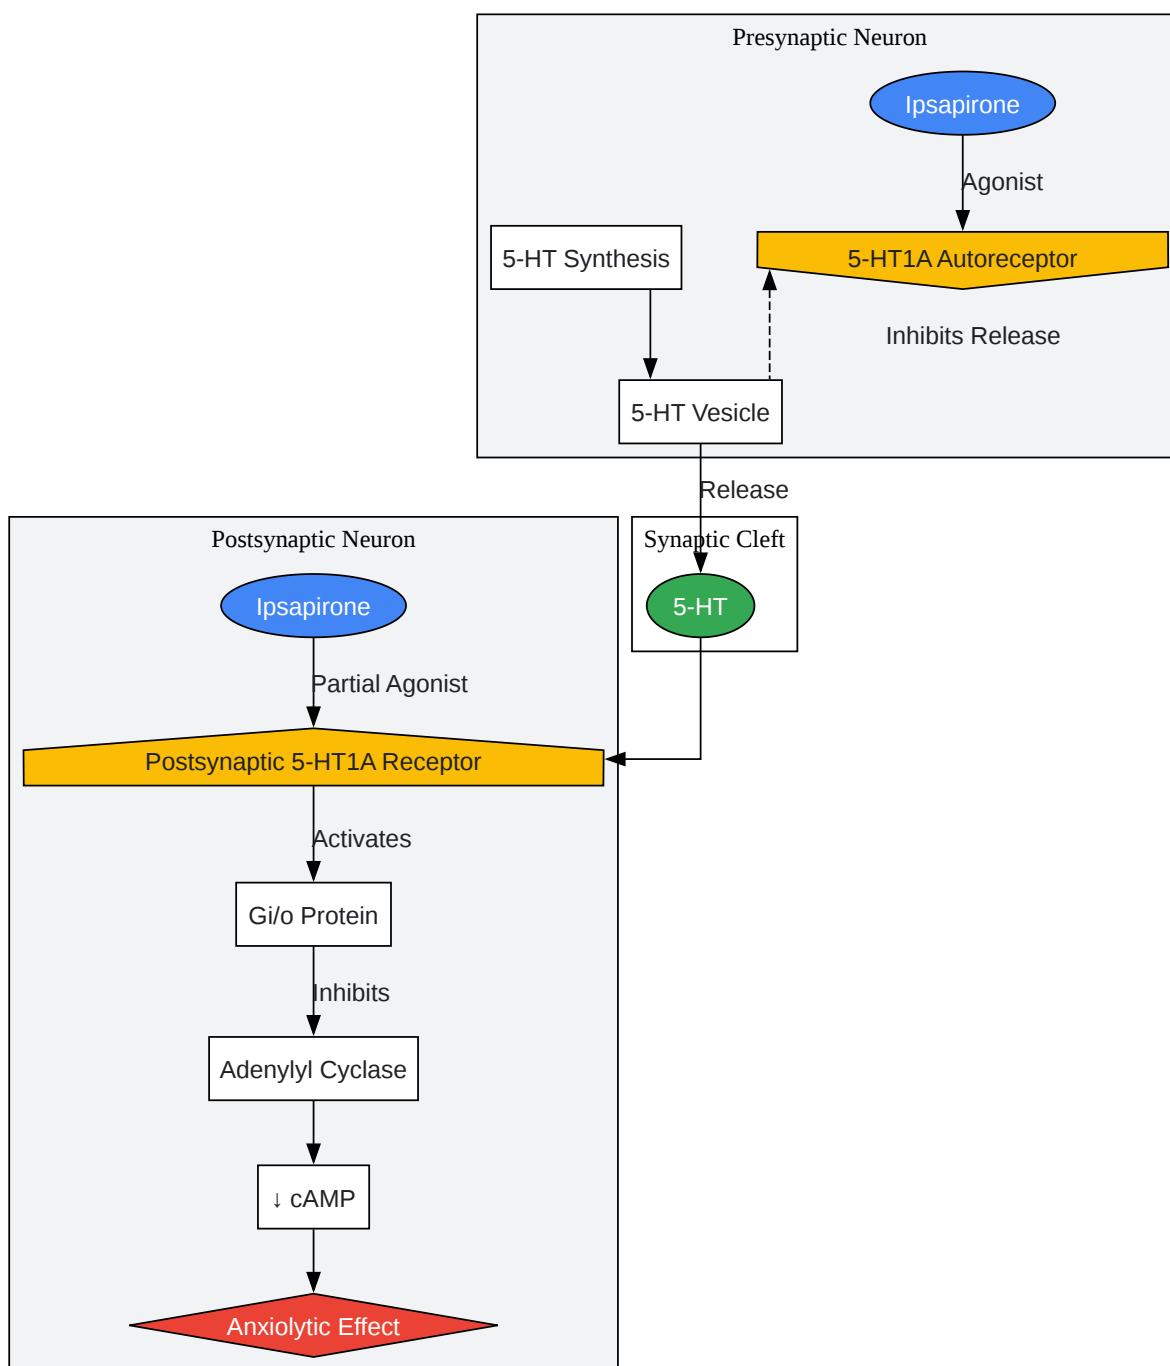 Presynaptic Neuron
Ipsapirone
Agonist
5-HT Synthesis
5-HT1A Autoreceptor
Inhibits Release
5-HT Vesicle
Release
Postsynaptic Neuron
Synaptic Cleft
Ipsapirone
5-HT
Partial Agonist
Postsynaptic 5-HT1A Receptor
Activates
Gi/o Protein
Inhibits
Adenylyl Cyclase
↓ cAMP
Anxiolytic Effect